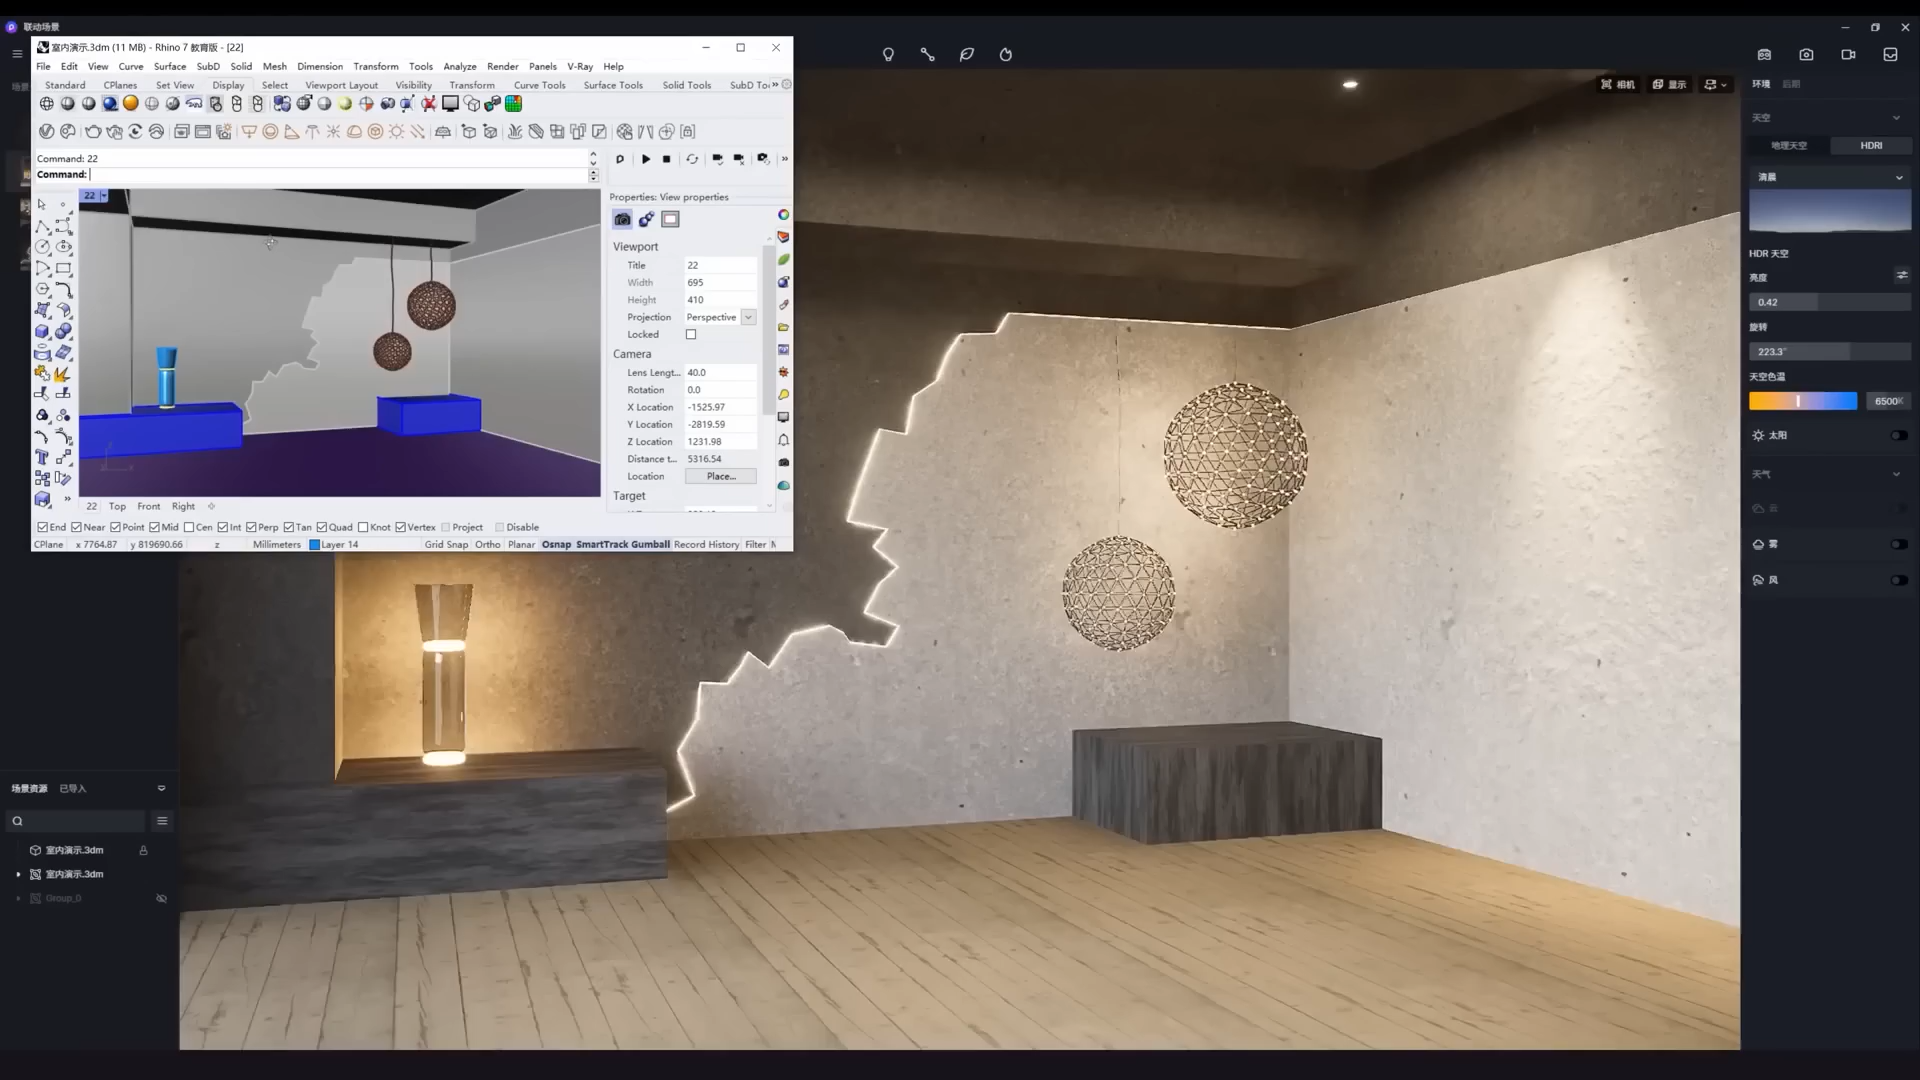 联动场景
室内演示.3dm (11 MB) - Rhino 7 教育版 - [22]
File Edit View Curve Surface SubD Solid Mesh Dimension Transform Tools Analyze Render Panels V-Ray Help
Standard CPlanes Set View Display Select Viewport Layout Visibility Transform Curve Tools Surface Tools Solid Tools SubD To
Command: 22
Command:
22
Properties: View properties
Viewport
Title 22
Width 695
Height 410
Projection Perspective
Locked
Camera
Lens Lengt... 40.0
Rotation 0.0
X Location -1525.97
Y Location -2819.59
Z Location 1231.98
Distance t... 5316.54
Location Place...
Target
22 Top Front Right
End Near Point Mid Cen Int Perp Tan Quad Knot Vertex Project Disable
CPlane x 7764.87 y 819690.66 z Millimeters Layer 14 Grid Snap Ortho Planar Osnap SmartTrack Gumball Record History Filter M
相机 显示
环境 后期
天空
地理天空 HDRI
清晨
HDR 天空
亮度
0.42
旋转
223.3°
天空色温
6500K
太阳
天气
云
雾
风
场景资源 已导入
室内演示.3dm
室内演示.3dm
Group_0